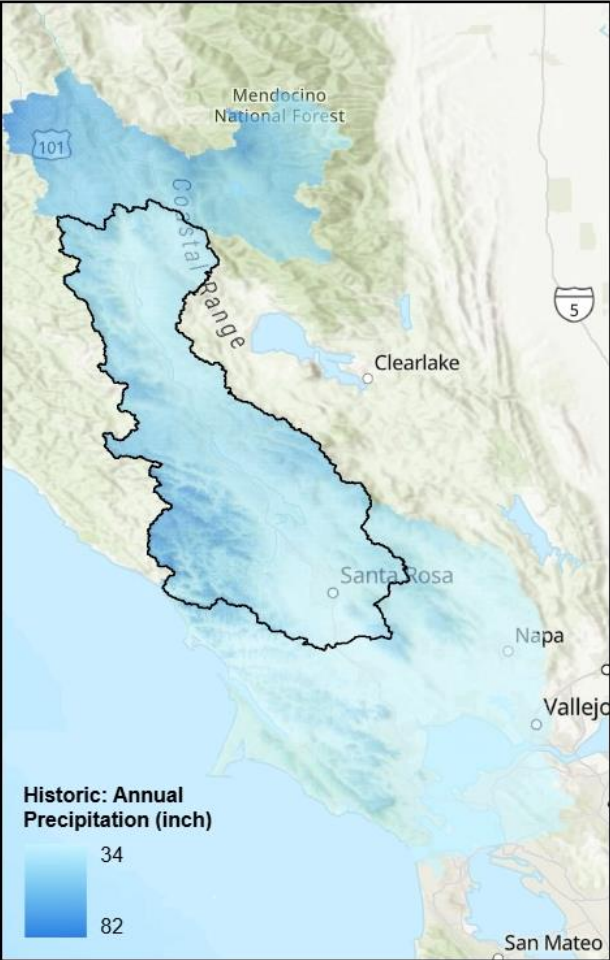 Mendocino
National Forest
101
Coastal Range
5
Clearlake
Santa Rosa
Napa
Vallejo
Historic: Annual
Precipitation (inch)
34
82
San Mateo